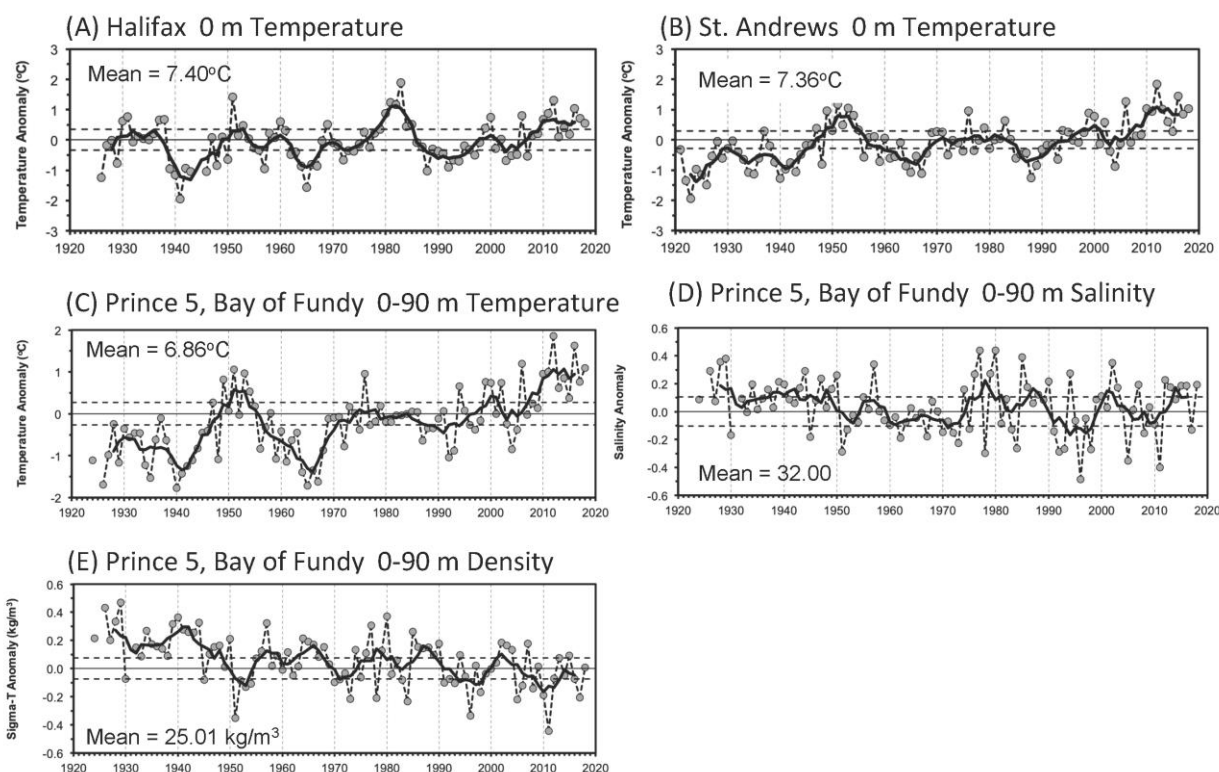 (A) Halifax 0 m Temperature
Temperature Anomaly (ºC)
3
2
1
0
-1
-2
-3
Mean = 7.40ºC
1920 1930 1940 1950 1960 1970 1980 1990 2000 2010 2020
(B) St. Andrews 0 m Temperature
Temperature Anomaly (ºC)
3
2
1
0
-1
-2
-3
Mean = 7.36ºC
1920 1930 1940 1950 1960 1970 1980 1990 2000 2010 2020
(C) Prince 5, Bay of Fundy 0-90 m Temperature
Temperature Anomaly (ºC)
2
1
0
-1
-2
Mean = 6.86ºC
1920 1930 1940 1950 1960 1970 1980 1990 2000 2010 2020
(D) Prince 5, Bay of Fundy 0-90 m Salinity
Salinity Anomaly
0.6
0.4
0.2
0.0
-0.2
-0.4
-0.6
Mean = 32.00
1920 1930 1940 1950 1960 1970 1980 1990 2000 2010 2020
(E) Prince 5, Bay of Fundy 0-90 m Density
Sigma-T Anomaly (kg/m³)
0.6
0.4
0.2
0.0
-0.2
-0.4
-0.6
Mean = 25.01 kg/m³
1920 1930 1940 1950 1960 1970 1980 1990 2000 2010 2020